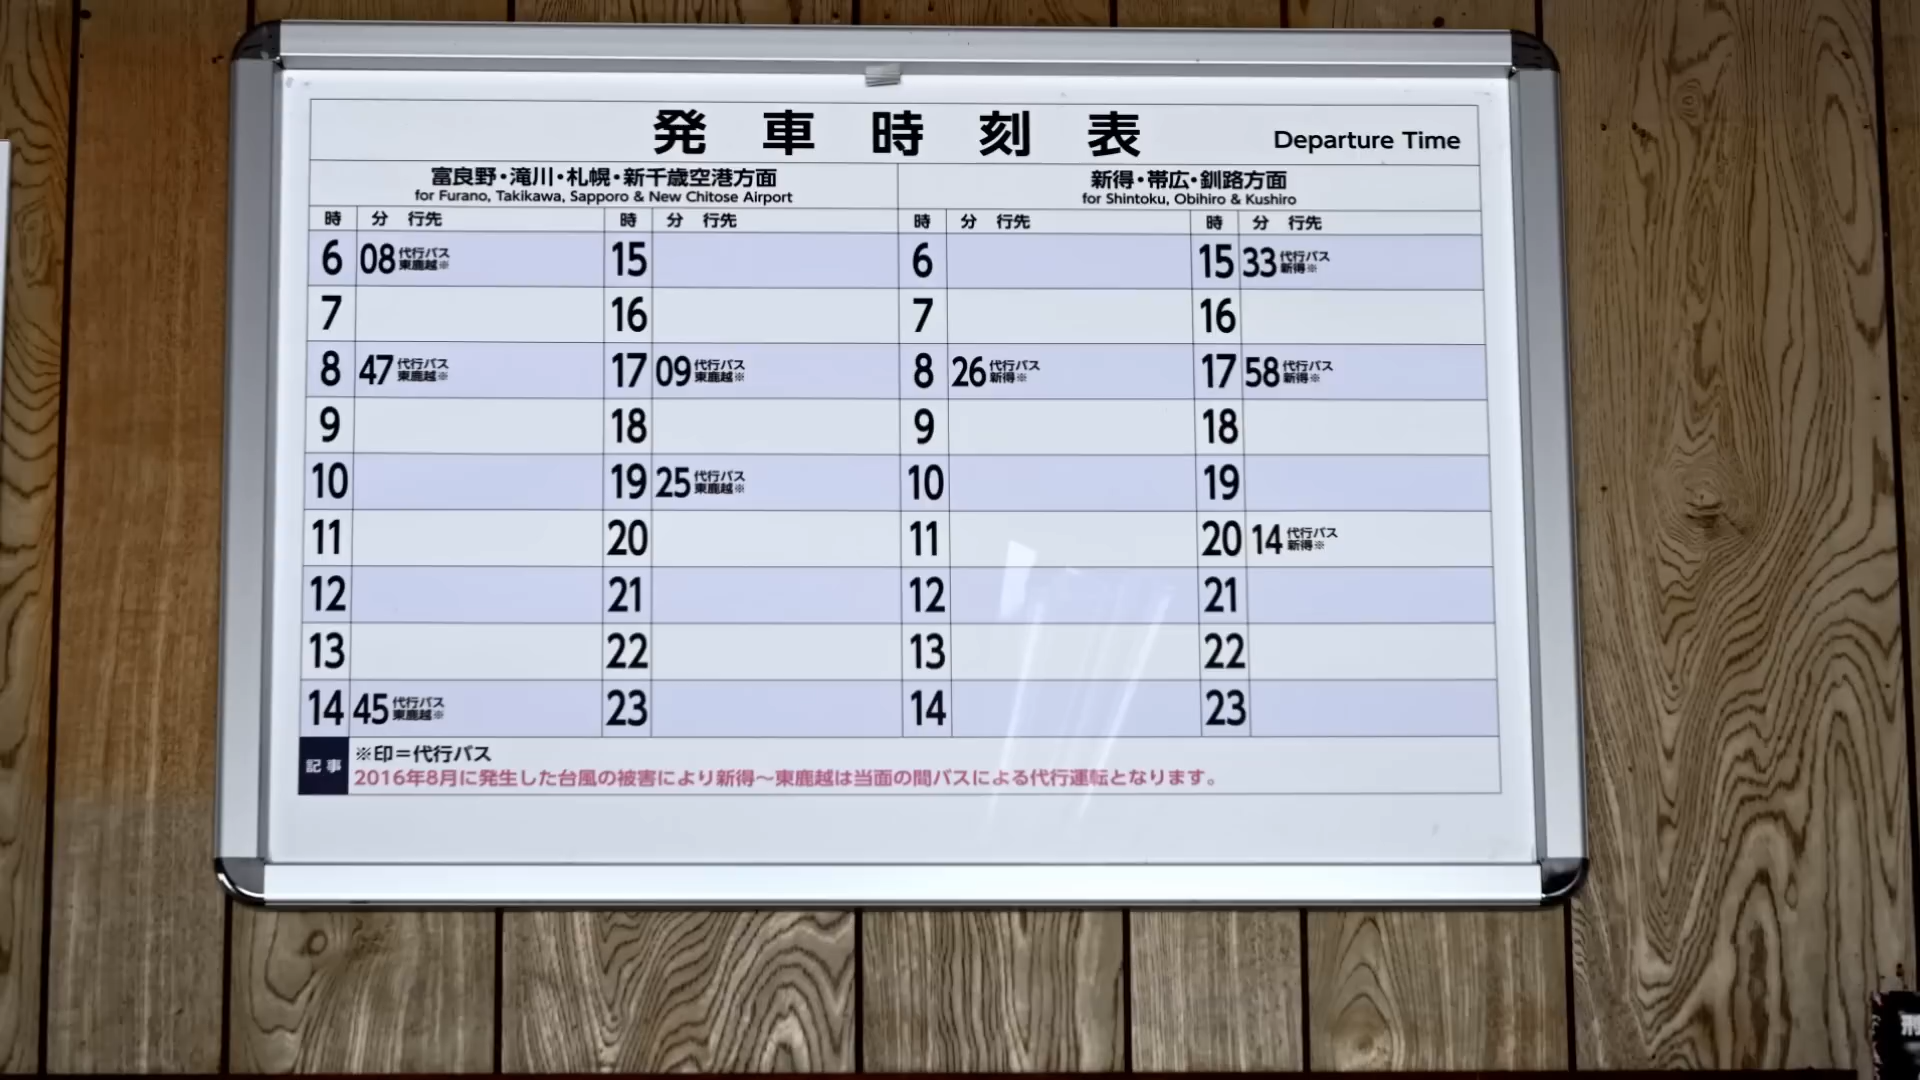 発車時刻表 Departure Time
富良野・滝川・札幌・新千歳空港方面
for Furano, Takikawa, Sapporo & New Chitose Airport
新得・帯広・釧路方面
for Shintoku, Obihiro & Kushiro
時 分 行先 時 分 行先 時 分 行先 時 分 行先
6 08 代行バス 東鹿越※ 15 6 15 33 代行バス 新得※
7 16 7 16
8 47 代行バス 東鹿越※ 17 09 代行バス 東鹿越※ 8 26 代行バス 新得※ 17 58 代行バス 新得※
9 18 9 18
10 19 25 代行バス 東鹿越※ 10 19
11 20 11 20 14 代行バス 新得※
12 21 12 21
13 22 13 22
14 45 代行バス 東鹿越※ 23 14 23
記事
※印=代行バス
2016年8月に発生した台風の被害により新得~東鹿越は当面の間バスによる代行運転となります。